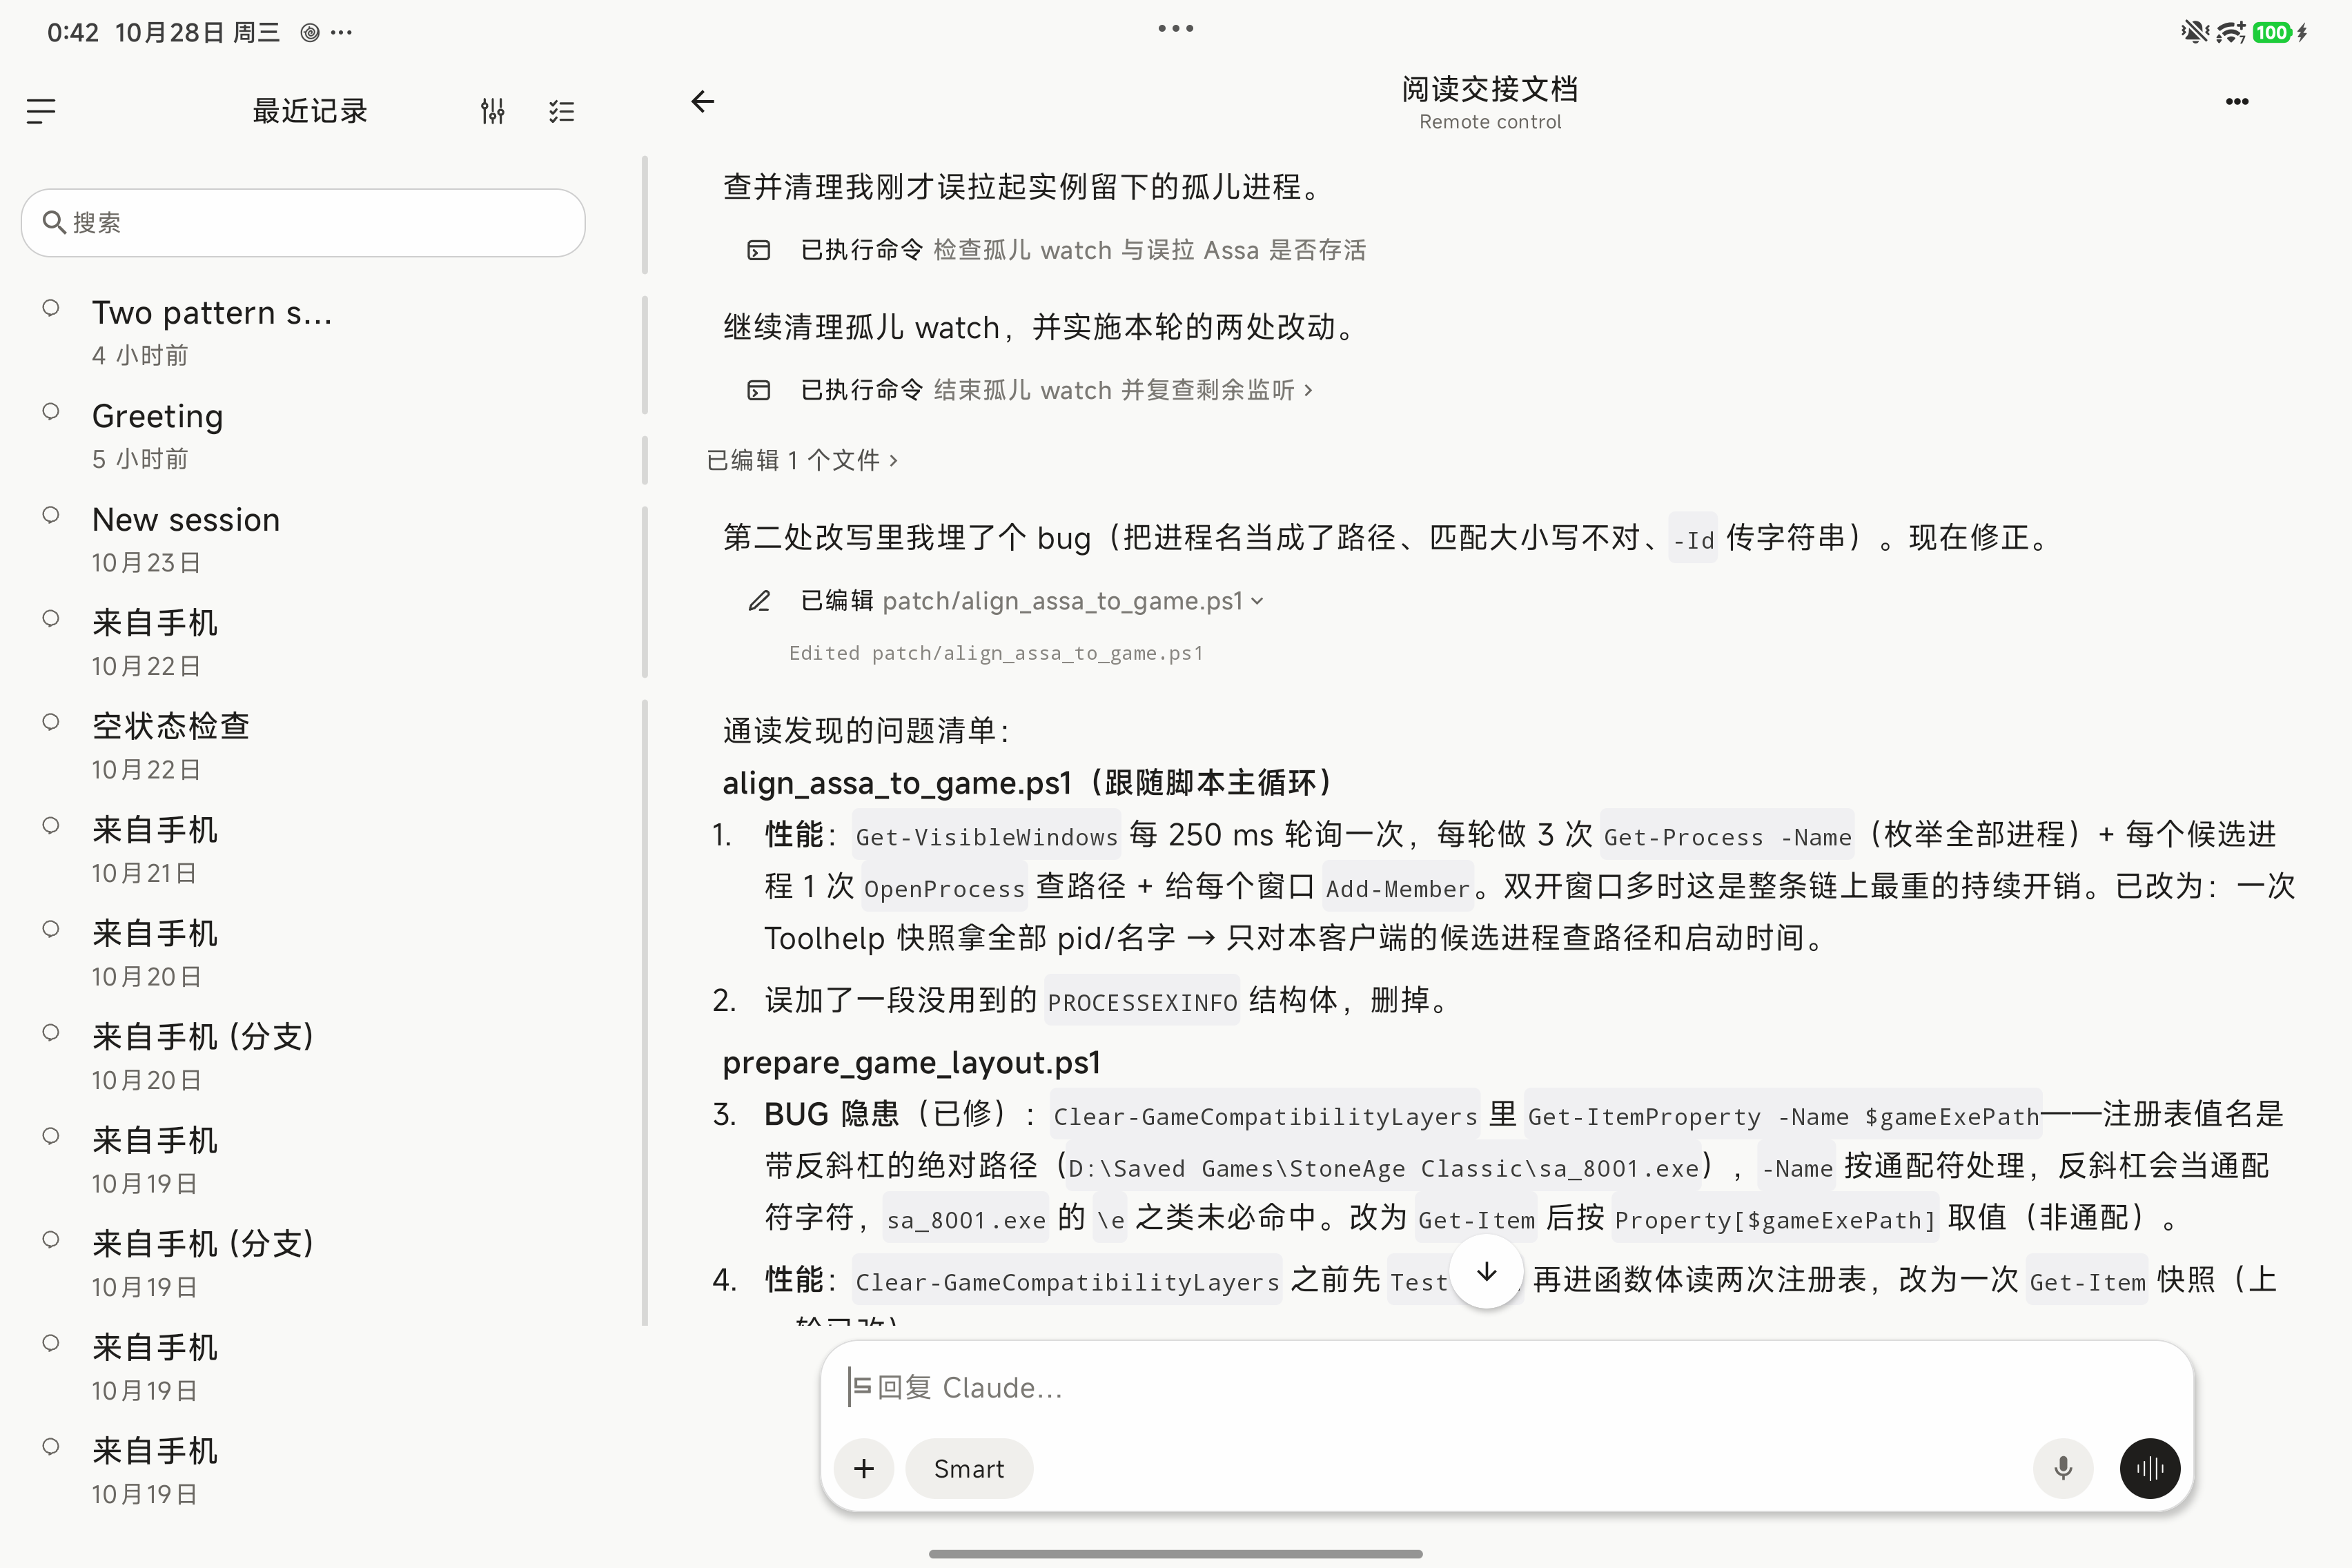 0:42 10月28日 周三
100
最近记录
搜索
Two pattern s...
4 小时前
Greeting
5 小时前
New session
10月23日
来自手机
10月22日
空状态检查
10月22日
来自手机
10月21日
来自手机
10月20日
来自手机 (分支)
10月20日
来自手机
10月19日
来自手机 (分支)
10月19日
来自手机
10月19日
来自手机
10月19日
阅读交接文档
Remote control
查并清理我刚才误拉起实例留下的孤儿进程。
已执行命令 检查孤儿 watch 与误拉 Assa 是否存活
继续清理孤儿 watch，并实施本轮的两处改动。
已执行命令 结束孤儿 watch 并复查剩余监听
已编辑 1 个文件
第二处改写里我埋了个 bug（把进程名当成了路径、匹配大小写不对、-Id 传字符串）。现在修正。
已编辑 patch/align_assa_to_game.ps1
Edited patch/align_assa_to_game.ps1
通读发现的问题清单：
align_assa_to_game.ps1（跟随脚本主循环）
1. 性能：Get-VisibleWindows 每 250 ms 轮询一次，每轮做 3 次 Get-Process -Name（枚举全部进程）+ 每个候选进
程 1 次 OpenProcess 查路径 + 给每个窗口 Add-Member。双开窗口多时这是整条链上最重的持续开销。已改为：一次
Toolhelp 快照拿全部 pid/名字 → 只对本客户端的候选进程查路径和启动时间。
2. 误加了一段没用到的 PROCESSEXINFO 结构体，删掉。
prepare_game_layout.ps1
3. BUG 隐患（已修）：Clear-GameCompatibilityLayers 里 Get-ItemProperty -Name $gameExePath——注册表值名是
带反斜杠的绝对路径（D:\Saved Games\StoneAge Classic\sa_8001.exe），-Name 按通配符处理，反斜杠会当通配
符字符，sa_8001.exe 的 \e 之类未必命中。改为 Get-Item 后按 Property[$gameExePath] 取值（非通配）。
4. 性能：Clear-GameCompatibilityLayers 之前先 Test 再进函数体读两次注册表，改为一次 Get-Item 快照（上
回复 Claude...
Smart